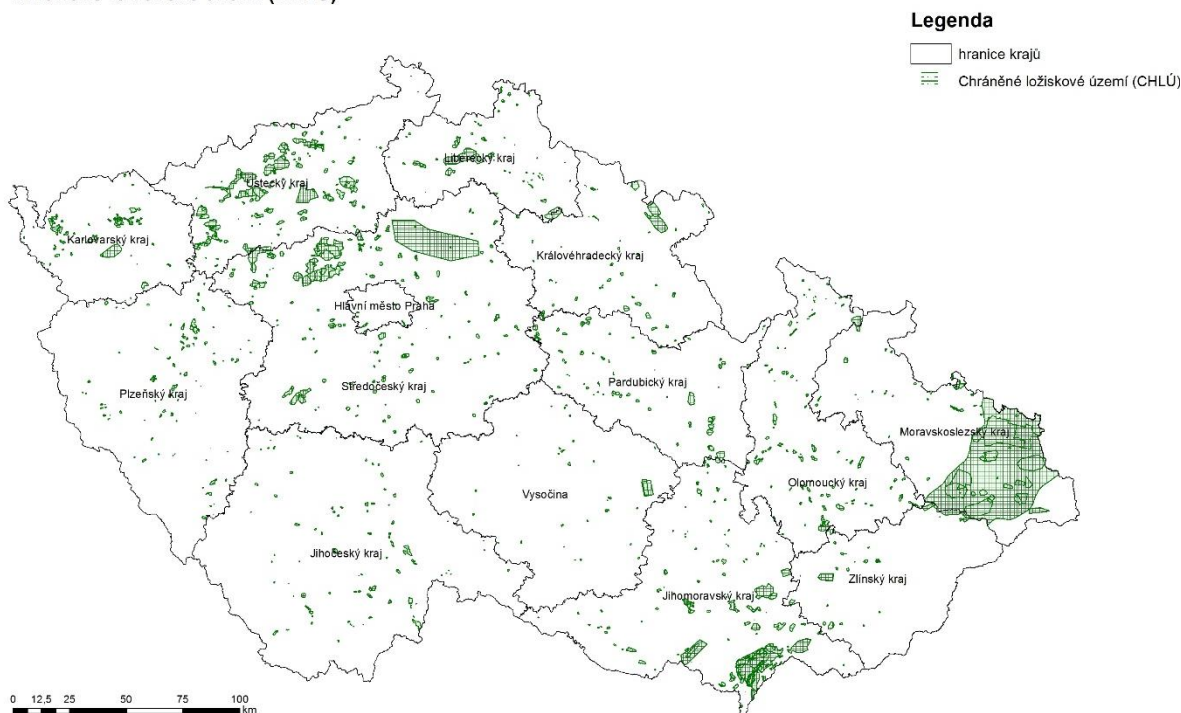 Legenda
hranice krajů
Chráněné ložiskové území (CHLÚ)
Liberecký kraj
Ústecký kraj
Karlovarský kraj
Královéhradecký kraj
Hlavní město Praha
Středočeský kraj
Pardubický kraj
Plzeňský kraj
Moravskoslezský kraj
Olomoucký kraj
Vysočina
Jihočeský kraj
Zlínský kraj
Jihomoravský kraj
0 12,5 25 50 75 100
km